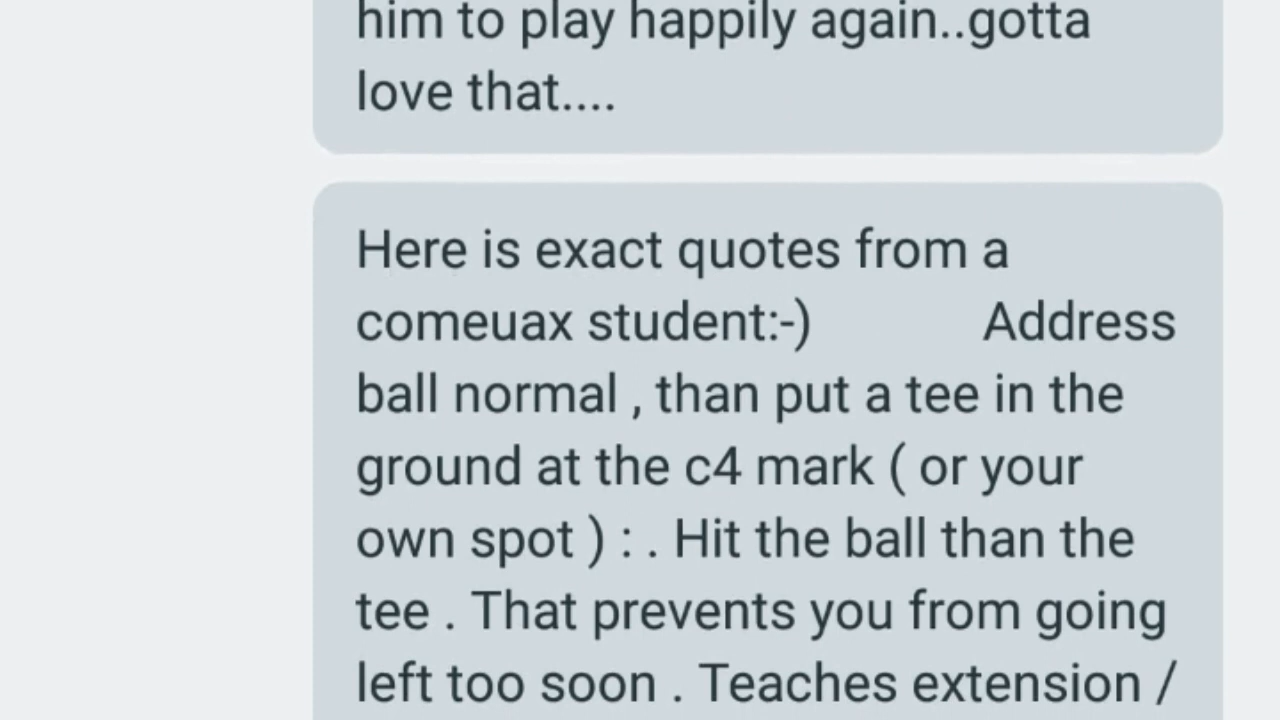 him to play happily again..gotta
love that....
Here is exact quotes from a
comeuax student:-) Address
ball normal , than put a tee in the
ground at the c4 mark ( or your
own spot ) : . Hit the ball than the
tee . That prevents you from going
left too soon . Teaches extension /